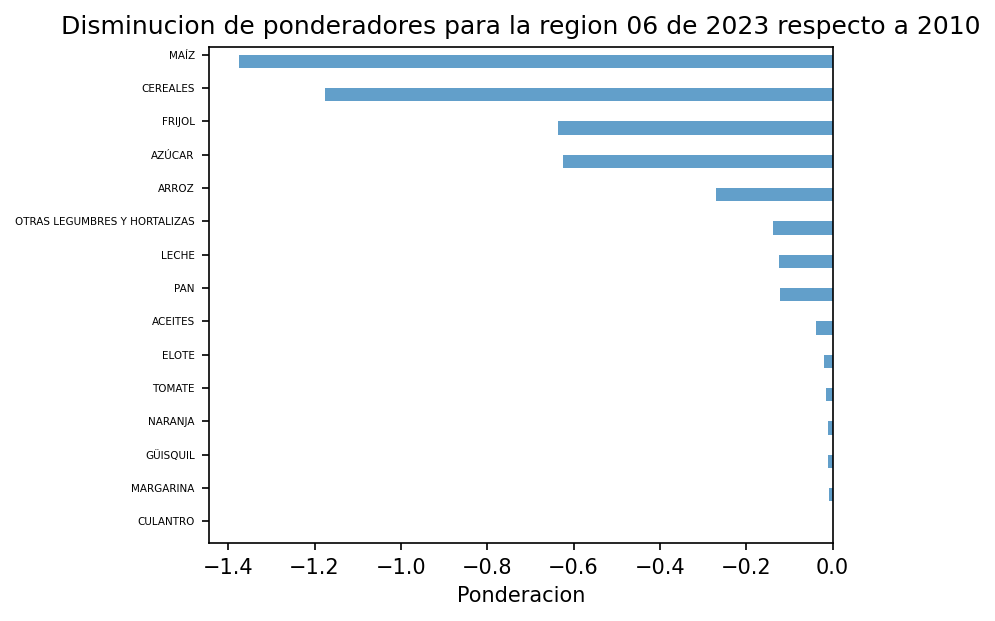 Disminucion de ponderadores para la region 06 de 2023 respecto a 2010
MAÍZ
CEREALES
FRIJOL
AZÚCAR
ARROZ
OTRAS LEGUMBRES Y HORTALIZAS
LECHE
PAN
ACEITES
ELOTE
TOMATE
NARANJA
GÜISQUIL
MARGARINA
CULANTRO
−1.4 −1.2 −1.0 −0.8 −0.6 −0.4 −0.2 0.0
Ponderacion